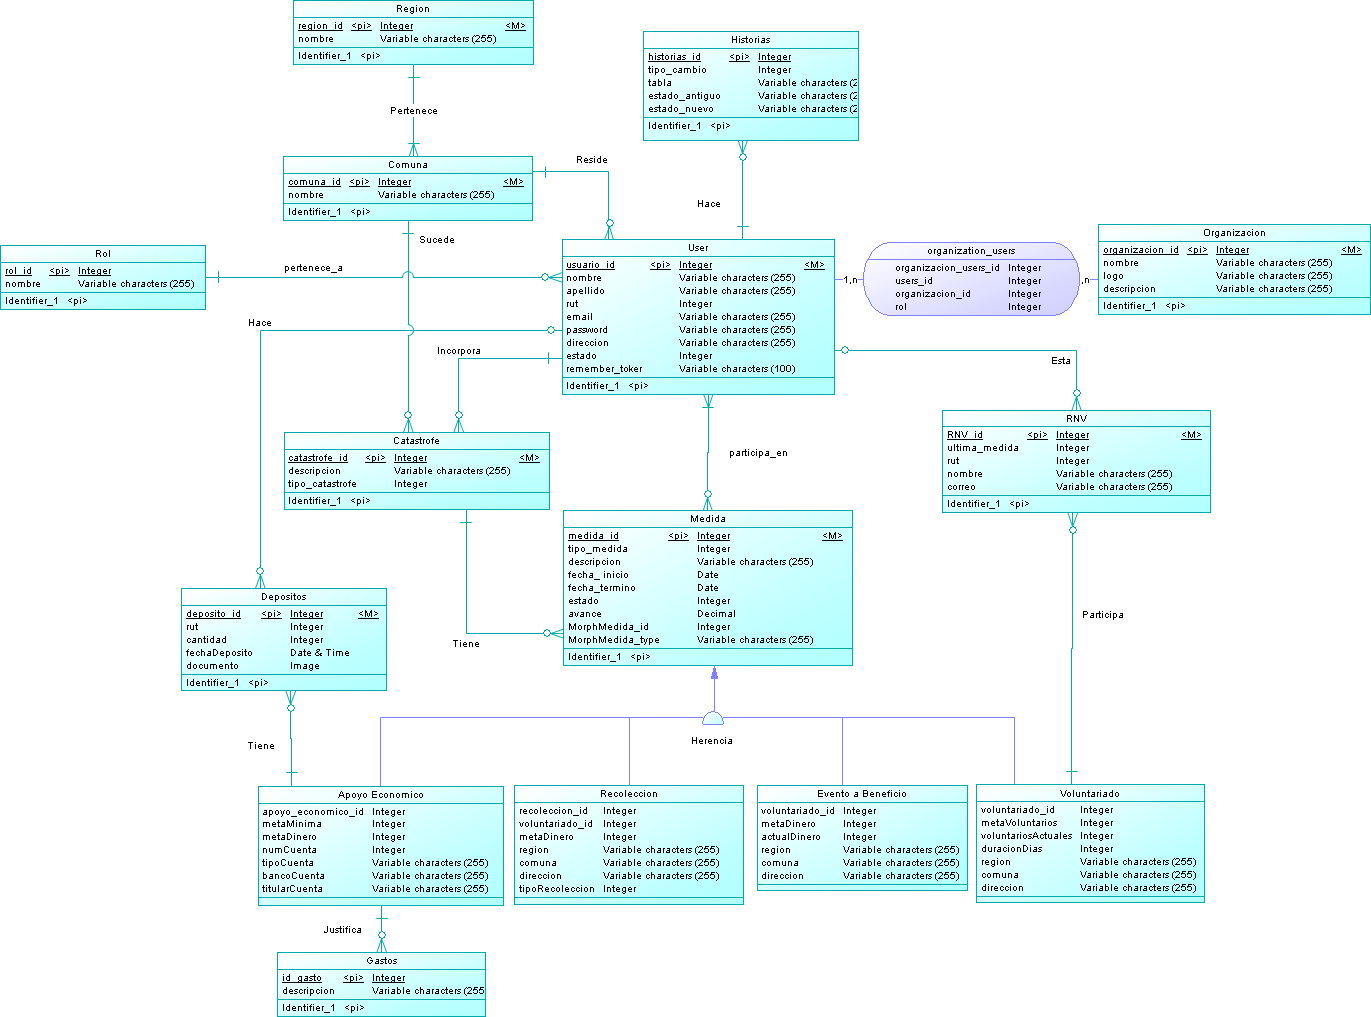 Region
region_id <pi> Integer <M>
nombre Variable characters (255)
Identifier_1 <pi>
Pertenece
Historias
historias_id <pi> Integer
tipo_cambio Integer
tabla Variable characters (2
estado_antiguo Variable characters (2
estado_nuevo Variable characters (2
Identifier_1 <pi>
Comuna
comuna_id <pi> Integer <M>
nombre Variable characters (255)
Identifier_1 <pi>
Reside
Hace
Sucede
Rol
rol_id <pi> Integer
nombre Variable characters (255)
Identifier_1 <pi>
pertenece_a
User
usuario_id <pi> Integer <M>
nombre Variable characters (255)
apellido Variable characters (255)
rut Integer
email Variable characters (255)
password Variable characters (255)
direccion Variable characters (255)
estado Integer
remember_toker Variable characters (100)
Identifier_1 <pi>
1,n
organization_users
organizacion_users_id Integer
users_id Integer
organizacion_id Integer
rol Integer
,n
Organizacion
organizacion_id <pi> Integer <M>
nombre Variable characters (255)
logo Variable characters (255)
descripcion Variable characters (255)
Identifier_1 <pi>
Hace
Incorpora
Esta
Catastrofe
catastrofe_id <pi> Integer <M>
descripcion Variable characters (255)
tipo_catastrofe Integer
Identifier_1 <pi>
participa_en
RNV
RNV_id <pi> Integer <M>
ultima_medida Integer
rut Integer
nombre Variable characters (255)
correo Variable characters (255)
Identifier_1 <pi>
Medida
medida_id <pi> Integer <M>
tipo_medida Integer
descripcion Variable characters (255)
fecha_ inicio Date
fecha_termino Date
estado Integer
avance Decimal
MorphMedida_id Integer
MorphMedida_type Variable characters (255)
Identifier_1 <pi>
Tiene
Participa
Depositos
deposito_id <pi> Integer <M>
rut Integer
cantidad Integer
fechaDeposito Date & Time
documento Image
Identifier_1 <pi>
Tiene
Herencia
Apoyo Economico
apoyo_economico_id Integer
metaMinima Integer
metaDinero Integer
numCuenta Integer
tipoCuenta Variable characters (255)
bancoCuenta Variable characters (255)
titularCuenta Variable characters (255)
Recoleccion
recoleccion_id Integer
voluntariado_id Integer
metaDinero Integer
region Variable characters (255)
comuna Variable characters (255)
direccion Variable characters (255)
tipoRecoleccion Integer
Evento a Beneficio
voluntariado_id Integer
metaDinero Integer
actualDinero Integer
region Variable characters (255)
comuna Variable characters (255)
direccion Variable characters (255)
Voluntariado
voluntariado_id Integer
metaVoluntarios Integer
voluntariosActuales Integer
duracionDias Integer
region Variable characters (255)
comuna Variable characters (255)
direccion Variable characters (255)
Justifica
Gastos
id_gasto <pi> Integer
descripcion Variable characters (255
Identifier_1 <pi>